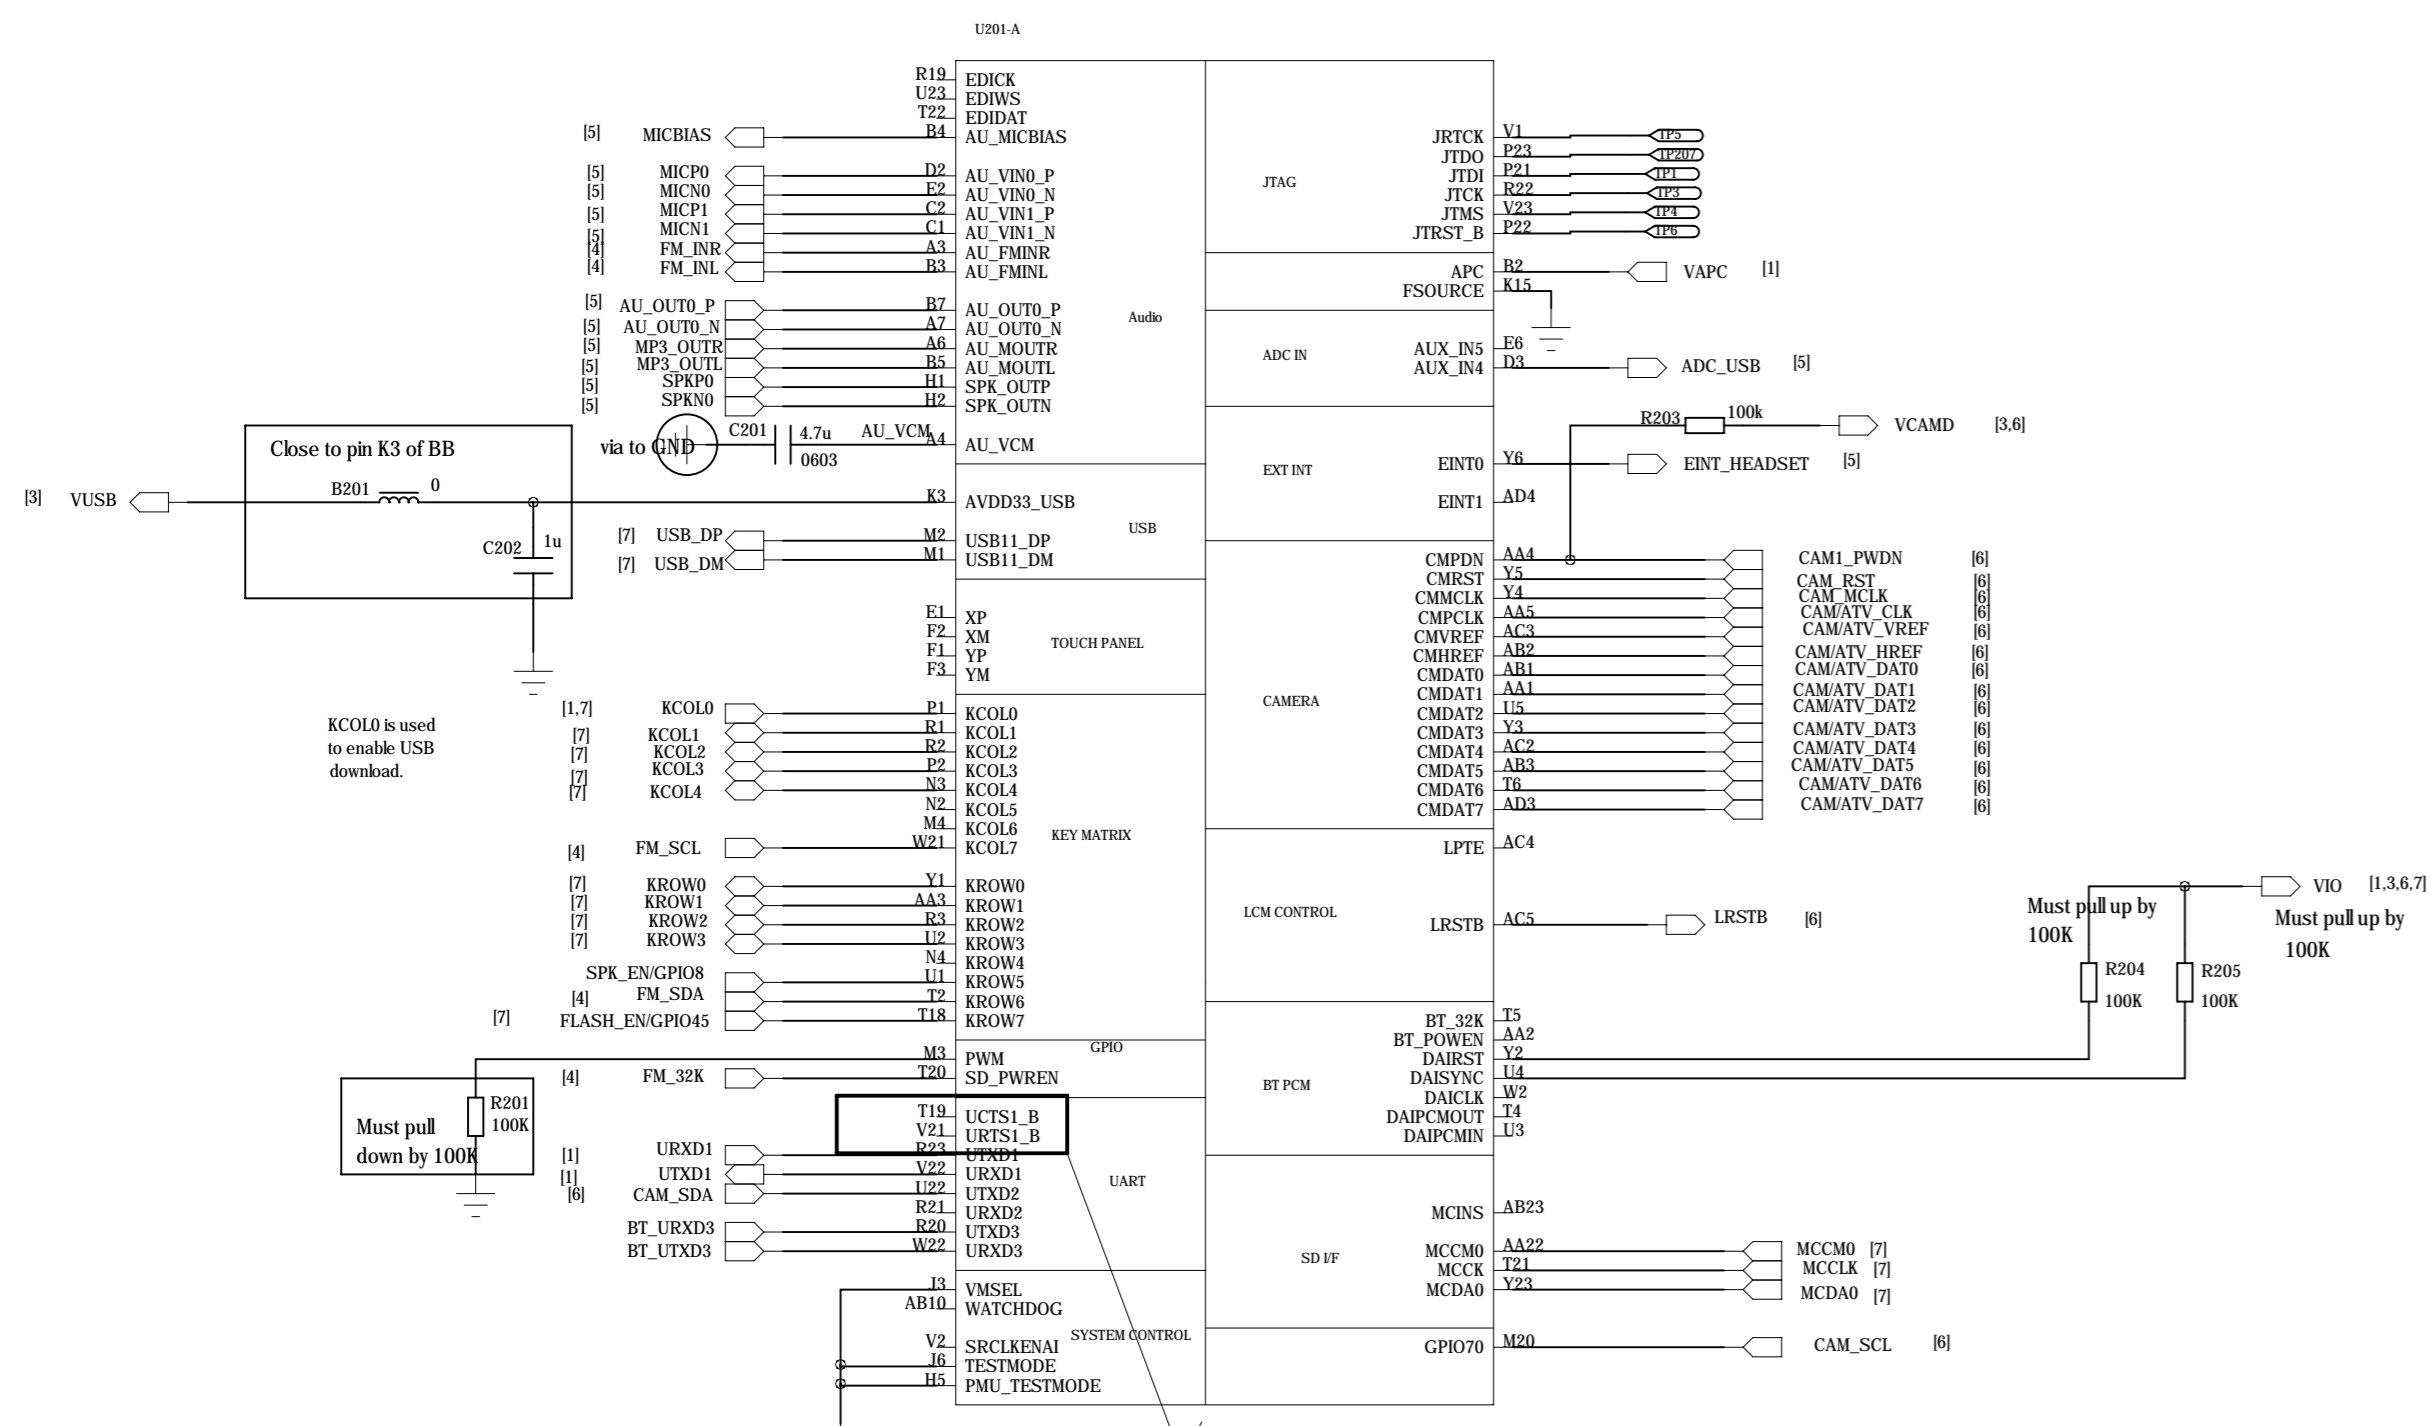 U201-A
R19 EDICK
U23 EDIWS
T22 EDIDAT
[5] MICBIAS B4 AU_MICBIAS
[5] MICP0 D2 AU_VIN0_P
[5] MICN0 E2 AU_VIN0_N
[5] MICP1 C2 AU_VIN1_P
[5] MICN1 C1 AU_VIN1_N
[4] FM_INR A3 AU_FMINR
[4] FM_INL B3 AU_FMINL
[5] AU_OUT0_P B7 AU_OUT0_P
Audio
[5] AU_OUT0_N A7 AU_OUT0_N
[5] MP3_OUTR A6 AU_MOUTR
[5] MP3_OUTL B5 AU_MOUTL
[5] SPKP0 H1 SPK_OUTP
[5] SPKN0 H2 SPK_OUTN
via to GND C201 4.7u 0603 AU_VCM A4 AU_VCM
Close to pin K3 of BB
[3] VUSB B201 0 K3 AVDD33_USB
C202 1u
USB
[7] USB_DP M2 USB11_DP
[7] USB_DM M1 USB11_DM
E1 XP
F2 XM
TOUCH PANEL
F1 YP
F3 YM
KCOL0 is used
to enable USB
download.
[1,7] KCOL0 P1 KCOL0
[7] KCOL1 R1 KCOL1
[7] KCOL2 R2 KCOL2
[7] KCOL3 P2 KCOL3
[7] KCOL4 N3 KCOL4
N2 KCOL5
M4 KCOL6
KEY MATRIX
[4] FM_SCL W21 KCOL7
[7] KROW0 Y1 KROW0
[7] KROW1 AA3 KROW1
[7] KROW2 R3 KROW2
[7] KROW3 U2 KROW3
N4 KROW4
SPK_EN/GPIO8 U1 KROW5
[4] FM_SDA T2 KROW6
[7] FLASH_EN/GPIO45 T18 KROW7
GPIO
M3 PWM
[4] FM_32K T20 SD_PWREN
R201
100K
Must pull
down by 100K
T19 UCTS1_B
V21 URTS1_B
[1] URXD1 R23 UTXD1
[1] UTXD1 V22 URXD1
UART
[6] CAM_SDA U22 UTXD2
R21 URXD2
BT_URXD3 R20 UTXD3
BT_UTXD3 W22 URXD3
J3 VMSEL
AB10 WATCHDOG
SYSTEM CONTROL
V2 SRCLKENAI
J6 TESTMODE
H5 PMU_TESTMODE
JTAG
JRTCK V1 TP5
JTDO P23 TP207
JTDI P21 TP1
JTCK R22 TP3
JTMS V23 TP4
JTRST_B P22 TP6
APC B2 VAPC [1]
FSOURCE K15
ADC IN
AUX_IN5 E6
AUX_IN4 D3 ADC_USB [5]
R203 100k VCAMD [3,6]
EXT INT
EINT0 Y6 EINT_HEADSET [5]
EINT1 AD4
CAMERA
CMPDN AA4 CAM1_PWDN [6]
CMRST Y5 CAM_RST [6]
CMMCLK Y4 CAM_MCLK [6]
CMPCLK AA5 CAM/ATV_CLK [6]
CMVREF AC3 CAM/ATV_VREF [6]
CMHREF AB2 CAM/ATV_HREF [6]
CMDAT0 AB1 CAM/ATV_DAT0 [6]
CMDAT1 AA1 CAM/ATV_DAT1 [6]
CMDAT2 U5 CAM/ATV_DAT2 [6]
CMDAT3 Y3 CAM/ATV_DAT3 [6]
CMDAT4 AC2 CAM/ATV_DAT4 [6]
CMDAT5 AB3 CAM/ATV_DAT5 [6]
CMDAT6 T6 CAM/ATV_DAT6 [6]
CMDAT7 AD3 CAM/ATV_DAT7 [6]
LPTE AC4
LCM CONTROL
LRSTB AC5 LRSTB [6]
VIO [1,3,6,7]
Must pull up by
100K
Must pull up by
100K
R204
100K
R205
100K
BT_32K T5
BT_POWEN AA2
DAIRST Y2
BT PCM
DAISYNC U4
DAICLK W2
DAIPCMOUT T4
DAIPCMIN U3
MCINS AB23
SD I/F
MCCM0 AA22 MCCM0 [7]
MCCK T21 MCCLK [7]
MCDA0 Y23 MCDA0 [7]
GPIO70 M20 CAM_SCL [6]